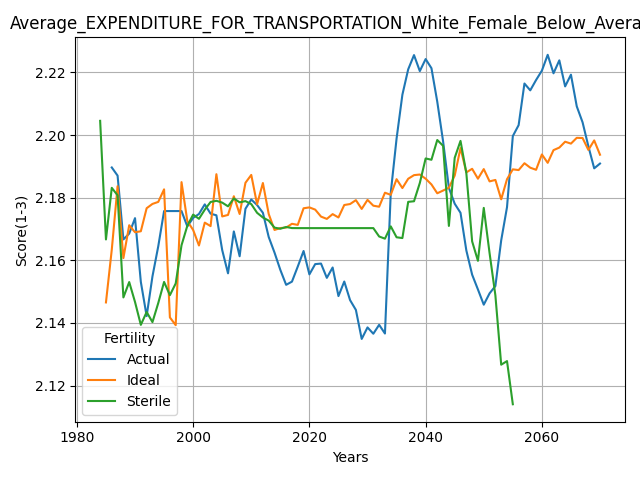 Average_EXPENDITURE_FOR_TRANSPORTATION_White_Female_Below_Avera
2.22
2.20
2.18
2.16
2.14
2.12
Score(1-3)
Fertility
Actual
Ideal
Sterile
1980 2000 2020 2040 2060
Years